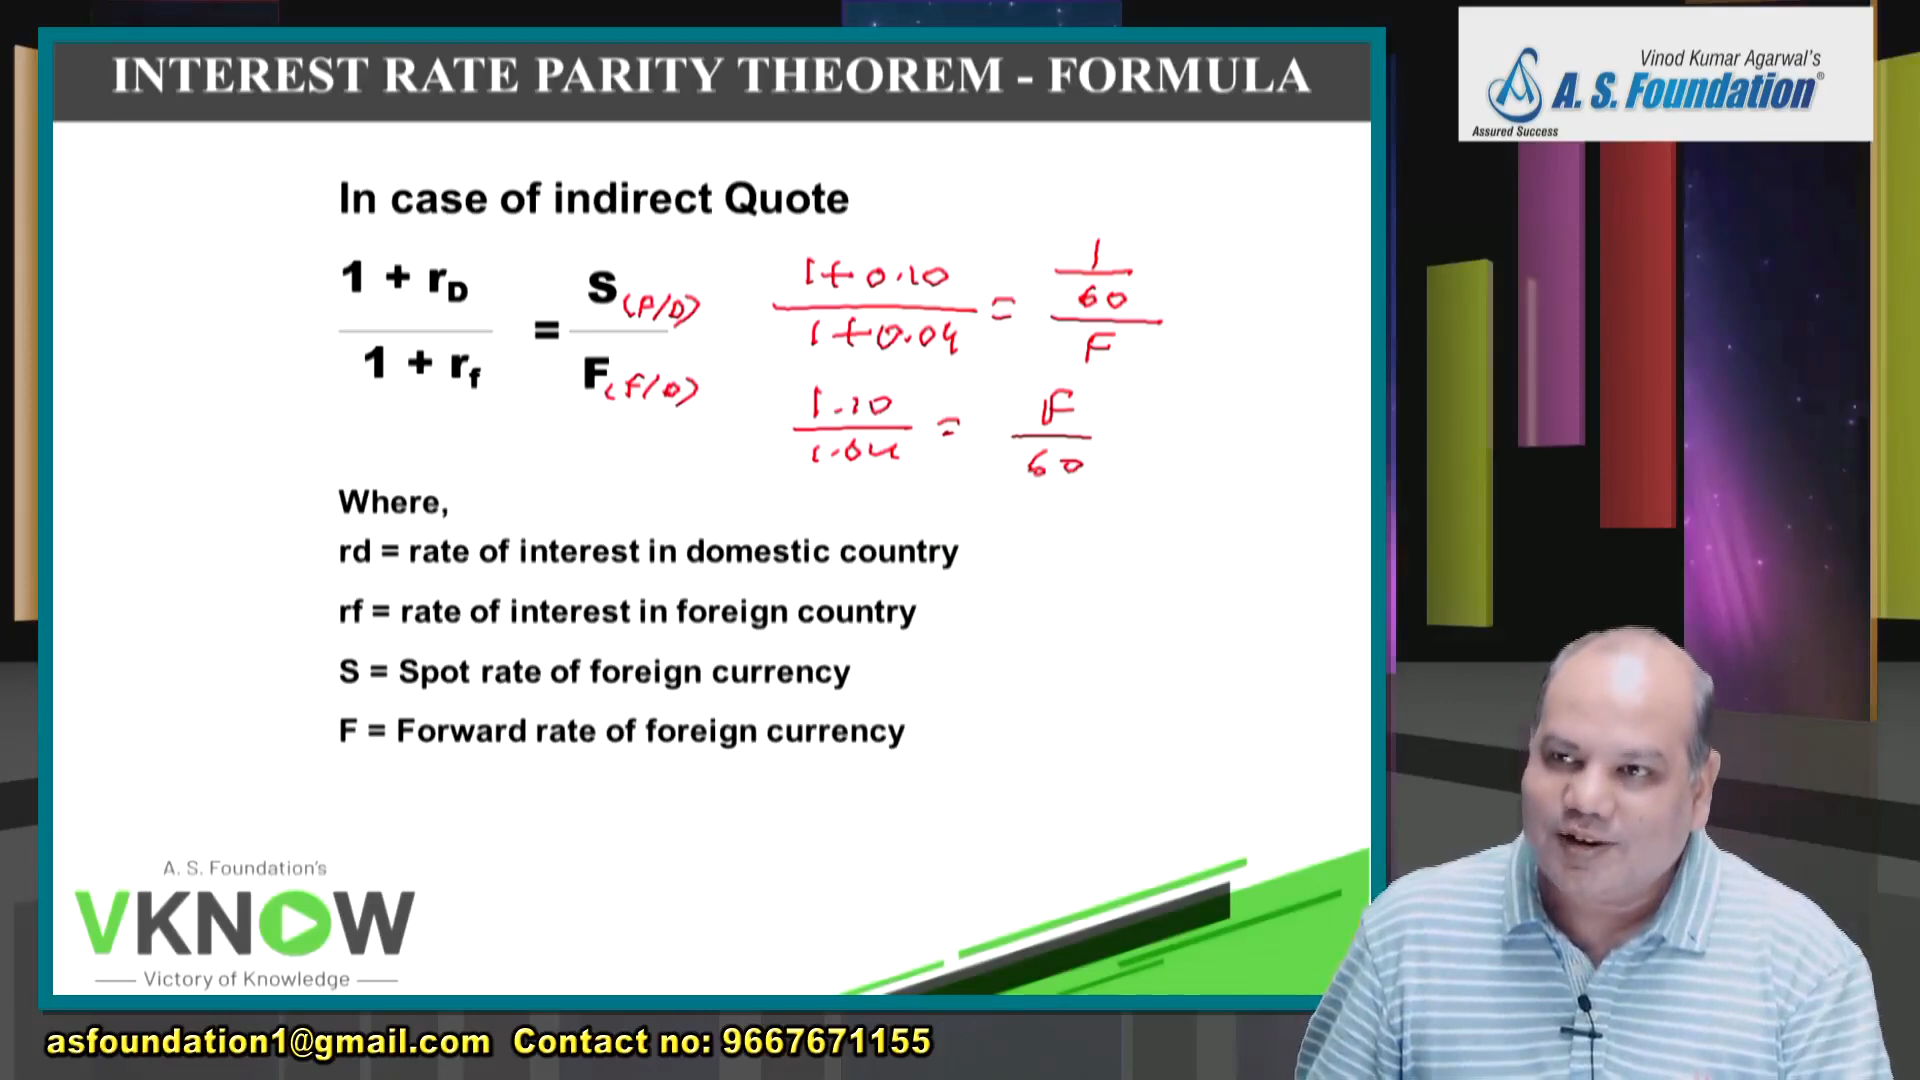 INTEREST RATE PARITY THEOREM - FORMULA
Vinod Kumar Agarwal's
A. S. Foundation®
Assured Success
In case of indirect Quote
1 + rD / 1 + rf = S(F/D) / F(F/D)
1+0.10 / 1+0.04 = 1/60 / F
1.10 / 1.04 = F / 60
Where,
rd = rate of interest in domestic country
rf = rate of interest in foreign country
S = Spot rate of foreign currency
F = Forward rate of foreign currency
A. S. Foundation's
VKNOW
Victory of Knowledge
asfoundation1@gmail.com Contact no: 9667671155